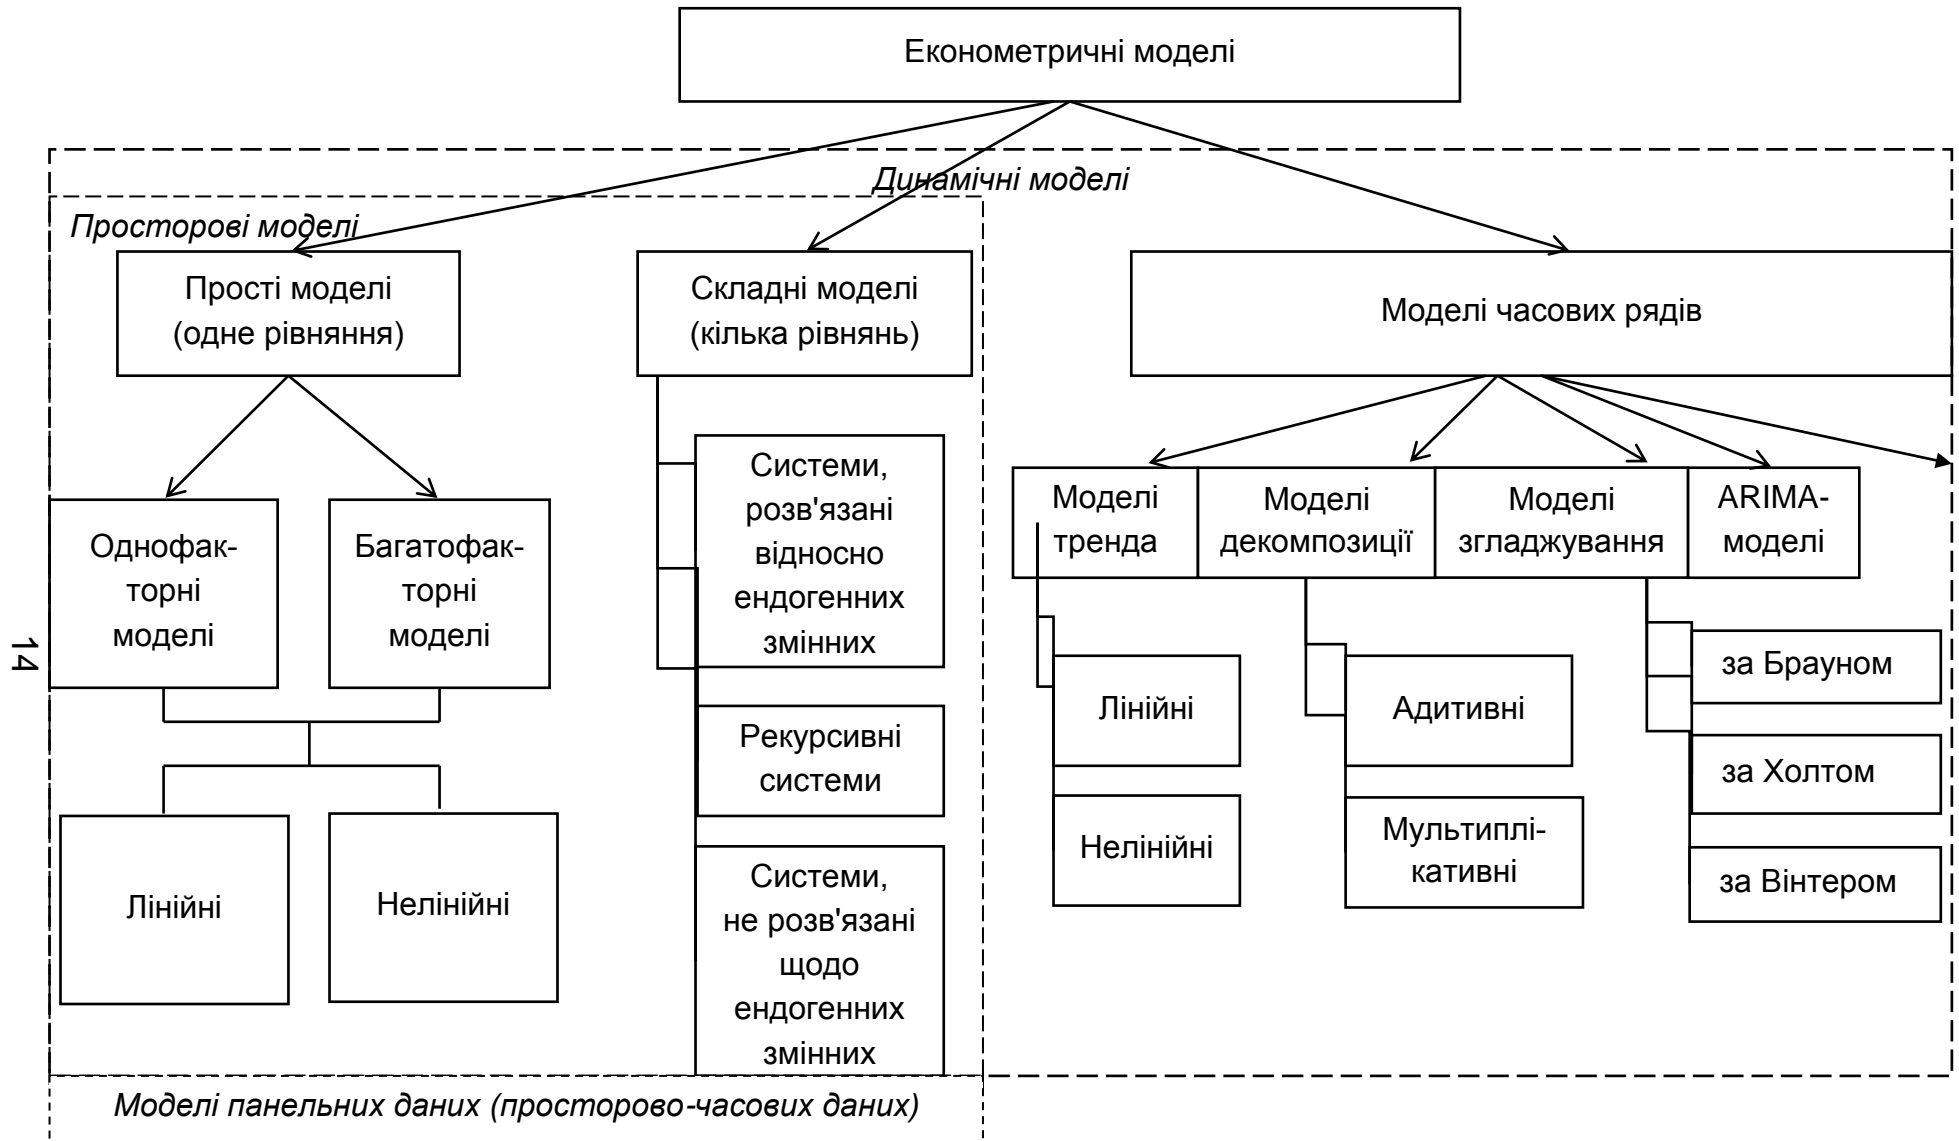 Економетричні моделі
Динамічні моделі
Просторові моделі
Прості моделі
(одне рівняння)
Складні моделі
(кілька рівнянь)
Моделі часових рядів
Однофак-
торні
моделі
Багатофак-
торні
моделі
Лінійні
Нелінійні
Системи,
розв'язані
відносно
ендогенних
змінних
Рекурсивні
системи
Системи,
не розв'язані
щодо
ендогенних
змінних
Моделі
тренда
Моделі
декомпозиції
Моделі
згладжування
ARIMA-
моделі
Лінійні
Нелінійні
Адитивні
Мультиплі-
кативні
за Брауном
за Холтом
за Вінтером
Моделі панельних даних (просторово-часових даних)
14